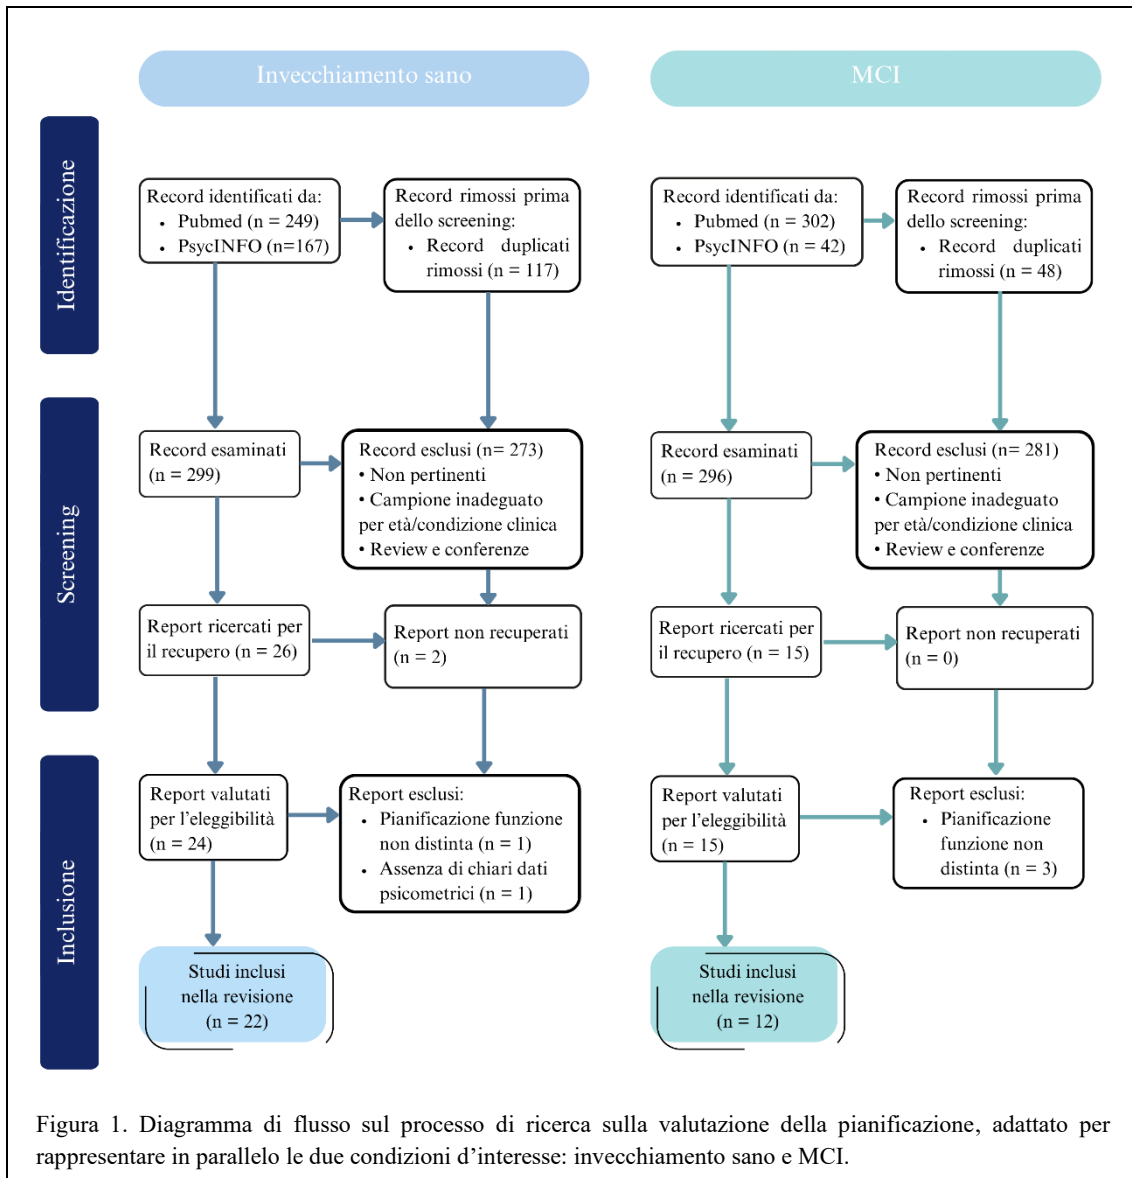 Invecchiamento sano
MCI
Identificazione
Record identificati da:
• Pubmed (n = 249)
• PsycINFO (n=167)
Record rimossi prima
dello screening:
• Record duplicati
rimossi (n = 117)
Record identificati da:
• Pubmed (n = 302)
• PsycINFO (n = 42)
Record rimossi prima
dello screening:
• Record duplicati
rimossi (n = 48)
Screening
Record esaminati
(n = 299)
Record esclusi (n= 273)
• Non pertinenti
• Campione inadeguato
per età/condizione clinica
• Review e conferenze
Record esaminati
(n = 296)
Record esclusi (n= 281)
• Non pertinenti
• Campione inadeguato
per età/condizione clinica
• Review e conferenze
Report ricercati per
il recupero (n = 26)
Report non recuperati
(n = 2)
Report ricercati per
il recupero (n = 15)
Report non recuperati
(n = 0)
Inclusione
Report valutati
per l'eleggibilità
(n = 24)
Report esclusi:
• Pianificazione funzione
non distinta (n = 1)
• Assenza di chiari dati
psicometrici (n = 1)
Report valutati
per l'eleggibilità
(n = 15)
Report esclusi:
• Pianificazione
funzione non
distinta (n = 3)
Studi inclusi
nella revisione
(n = 22)
Studi inclusi
nella revisione
(n = 12)
Figura 1. Diagramma di flusso sul processo di ricerca sulla valutazione della pianificazione, adattato per
rappresentare in parallelo le due condizioni d'interesse: invecchiamento sano e MCI.